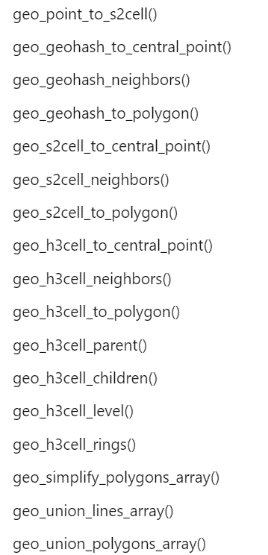 geo_point_to_s2cell()
geo_geohash_to_central_point()
geo_geohash_neighbors()
geo_geohash_to_polygon()
geo_s2cell_to_central_point()
geo_s2cell_neighbors()
geo_s2cell_to_polygon()
geo_h3cell_to_central_point()
geo_h3cell_neighbors()
geo_h3cell_to_polygon()
geo_h3cell_parent()
geo_h3cell_children()
geo_h3cell_level()
geo_h3cell_rings()
geo_simplify_polygons_array()
geo_union_lines_array()
geo_union_polygons_array()